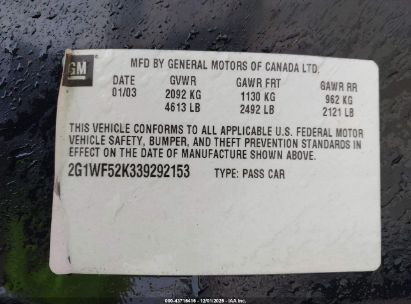 GM
MFD BY GENERAL MOTORS OF CANADA LTD.
DATE GVWR GAWR FRT GAWR RR
01/03 2092 KG 1130 KG 962 KG
4613 LB 2492 LB 2121 LB
THIS VEHICLE CONFORMS TO ALL APPLICABLE U.S. FEDERAL MOTOR
VEHICLE SAFETY, BUMPER, AND THEFT PREVENTION STANDARDS IN
EFFECT ON THE DATE OF MANUFACTURE SHOWN ABOVE.
2G1WF52K339292153 TYPE: PASS CAR